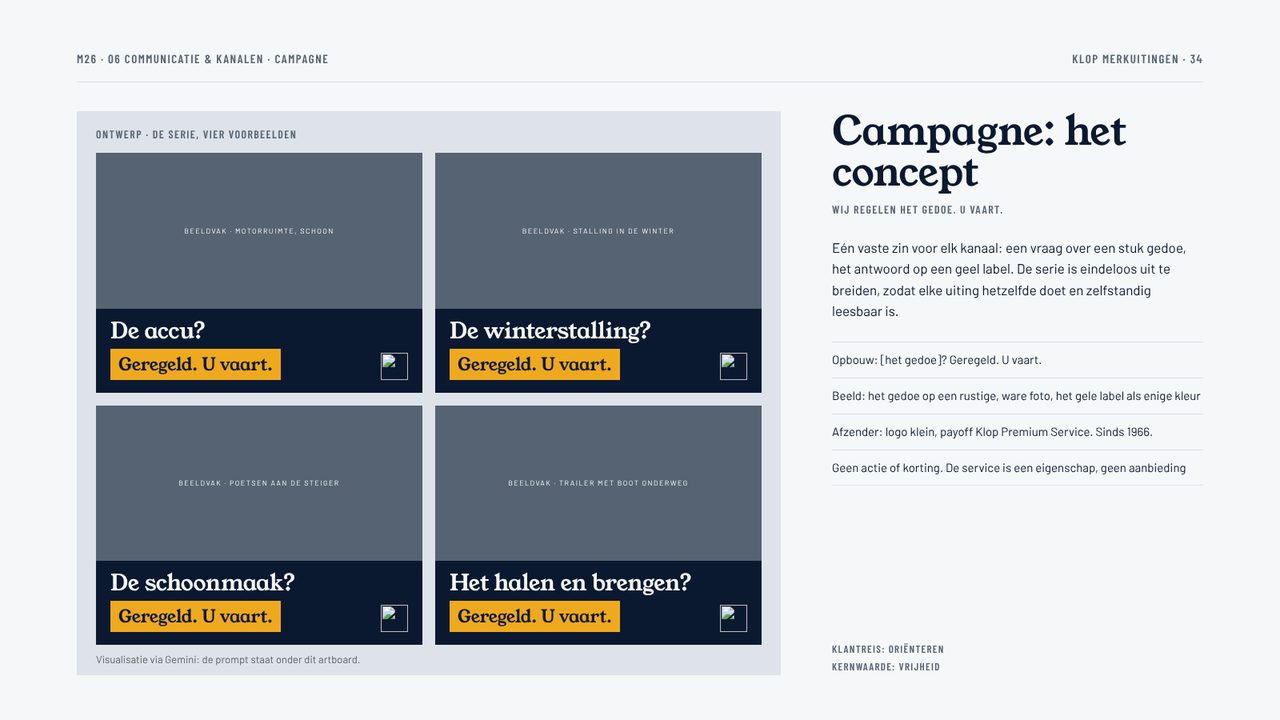 M26 · 06 COMMUNICATIE & KANALEN · CAMPAGNE
KLOP MERKUITINGEN · 34
ONTWERP · DE SERIE, VIER VOORBEELDEN
BEELDVAK · MOTORRUIMTE, SCHOON
De accu?
Geregeld. U vaart.
BEELDVAK · STALLING IN DE WINTER
De winterstalling?
Geregeld. U vaart.
BEELDVAK · POETSEN AAN DE STEIGER
De schoonmaak?
Geregeld. U vaart.
BEELDVAK · TRAILER MET BOOT ONDERWEG
Het halen en brengen?
Geregeld. U vaart.
Visualisatie via Gemini: de prompt staat onder dit artboard.
Campagne: het
concept
WIJ REGELEN HET GEDOE. U VAART.
Eén vaste zin voor elk kanaal: een vraag over een stuk gedoe,
het antwoord op een geel label. De serie is eindeloos uit te
breiden, zodat elke uiting hetzelfde doet en zelfstandig
leesbaar is.
Opbouw: [het gedoe]? Geregeld. U vaart.
Beeld: het gedoe op een rustige, ware foto, het gele label als enige kleur
Afzender: logo klein, payoff Klop Premium Service. Sinds 1966.
Geen actie of korting. De service is een eigenschap, geen aanbieding
KLANTREIS: ORIËNTEREN
KERNWAARDE: VRIJHEID